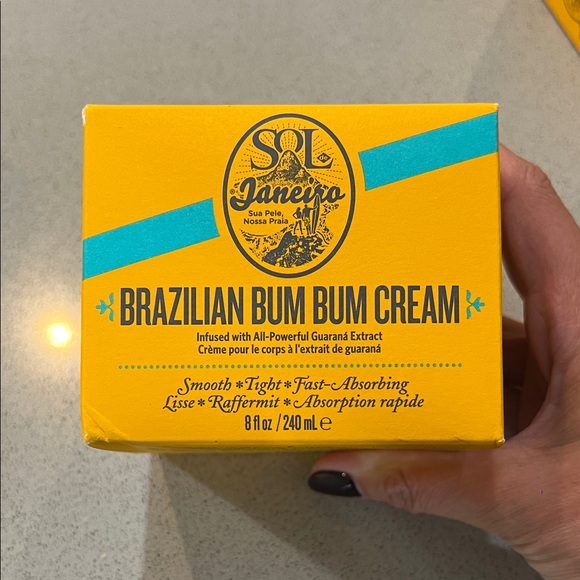 SOL
de
Janeiro
Sua Pele,
Nossa Praia
BRAZILIAN BUM BUM CREAM
Infused with All-Powerful Guaraná Extract
Crème pour le corps à l'extrait de guaraná
Smooth * Tight * Fast-Absorbing
Lisse * Raffermit * Absorption rapide
8 fl oz / 240 mL ℮